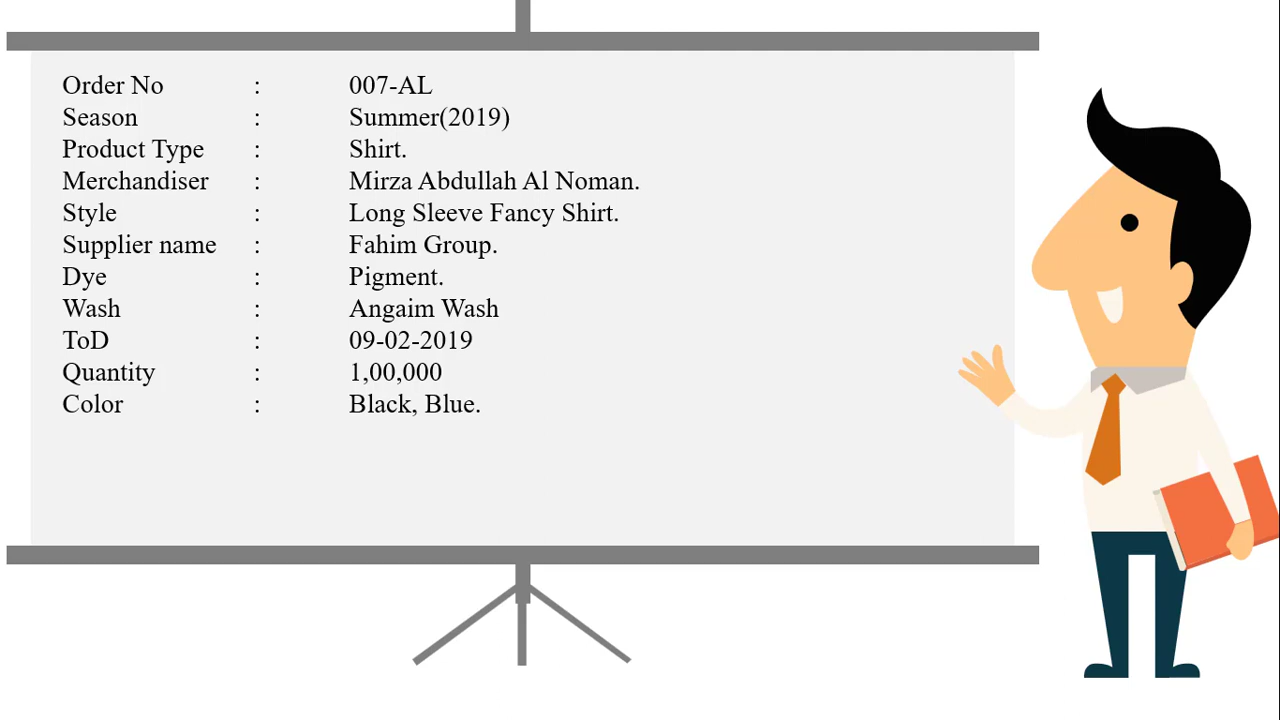 Order No : 007-AL
Season : Summer(2019)
Product Type : Shirt.
Merchandiser : Mirza Abdullah Al Noman.
Style : Long Sleeve Fancy Shirt.
Supplier name : Fahim Group.
Dye : Pigment.
Wash : Angaim Wash
ToD : 09-02-2019
Quantity : 1,00,000
Color : Black, Blue.